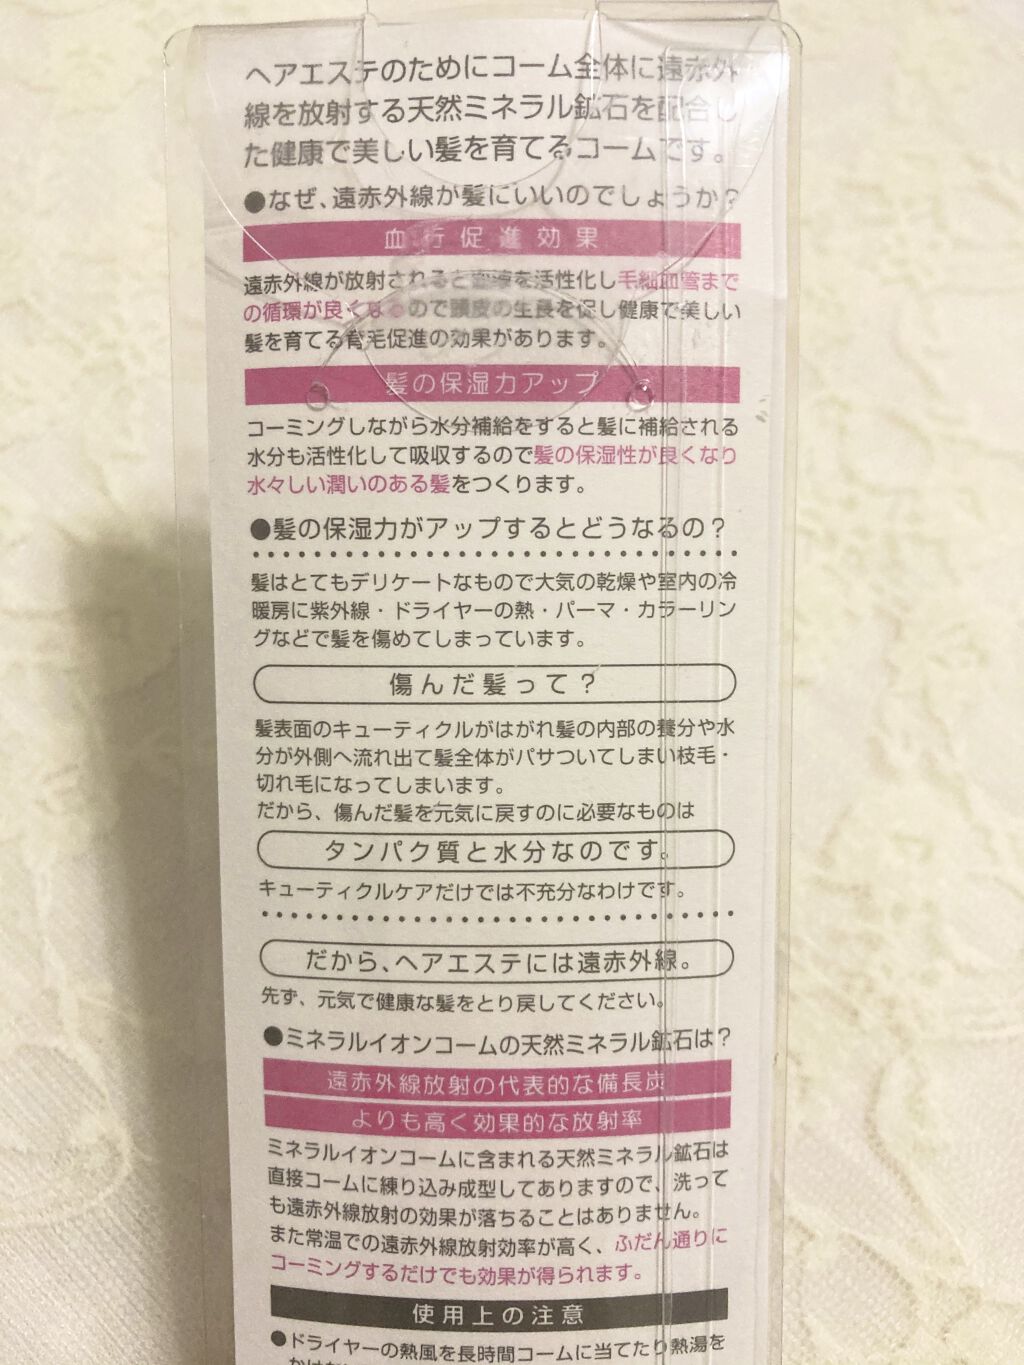 ヘアエステのためにコーム全体に遠赤外
線を放射する天然ミネラル鉱石を配合し
た健康で美しい髪を育てるコームです。
●なぜ、遠赤外線が髪にいいのでしょうか?
血行促進効果
遠赤外線が放射されると血液を活性化し毛細血管まで
の循環が良くなるので頭皮の生長を促し健康で美しい
髪を育てる育毛促進の効果があります。
髪の保湿力アップ
コーミングしながら水分補給をすると髪に補給される
水分も活性化して吸収するので髪の保湿性が良くなり
水々しい潤いのある髪をつくります。
●髪の保湿力がアップするとどうなるの?
髪はとてもデリケートなもので大気の乾燥や室内の冷
暖房に紫外線・ドライヤーの熱・パーマ・カラーリン
グなどで髪を傷めてしまっています。
傷んだ髪って?
髪表面のキューティクルがはがれ髪の内部の養分や水
分が外側へ流れ出て髪全体がパサついてしまい枝毛・
切れ毛になってしまいます。
だから、傷んだ髪を元気に戻すのに必要なものは
タンパク質と水分なのです。
キューティクルケアだけでは不充分なわけです。
だから、ヘアエステには遠赤外線。
先ず、元気で健康な髪をとり戻してください。
●ミネラルイオンコームの天然ミネラル鉱石は?
遠赤外線放射の代表的な備長炭
よりも高く効果的な放射率
ミネラルイオンコームに含まれる天然ミネラル鉱石は
直接コームに練り込み成型してありますので、洗って
も遠赤外線放射の効果が落ちることはありません。
また常温での遠赤外線放射効率が高く、ふだん通りに
コーミングするだけでも効果が得られます。
使用上の注意
●ドライヤーの熱風を長時間コームに当てたり熱湯を